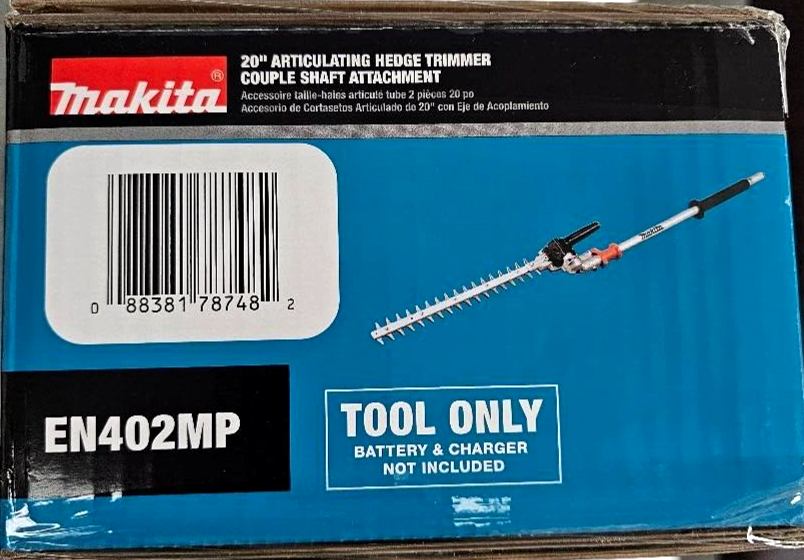 makita®
20" ARTICULATING HEDGE TRIMMER
COUPLE SHAFT ATTACHMENT
Accessoire taille-haies articulé tube 2 pièces 20 po
Accesorio de Cortasetos Articulado de 20" con Eje de Acoplamiento
0 88381 78748 2
makita
EN402MP
TOOL ONLY
BATTERY & CHARGER
NOT INCLUDED